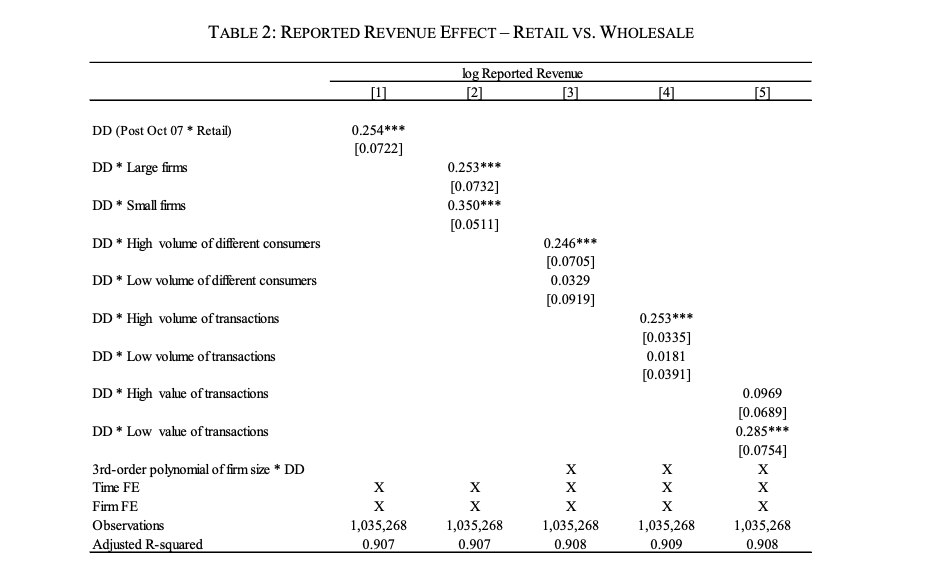 TABLE 2: REPORTED REVENUE EFFECT – RETAIL VS. WHOLESALE
log Reported Revenue
[1] [2] [3] [4] [5]
DD (Post Oct 07 * Retail) 0.254***
[0.0722]
DD * Large firms 0.253***
[0.0732]
DD * Small firms 0.350***
[0.0511]
DD * High volume of different consumers 0.246***
[0.0705]
DD * Low volume of different consumers 0.0329
[0.0919]
DD * High volume of transactions 0.253***
[0.0335]
DD * Low volume of transactions 0.0181
[0.0391]
DD * High value of transactions 0.0969
[0.0689]
DD * Low value of transactions 0.285***
[0.0754]
3rd-order polynomial of firm size * DD X X X
Time FE X X X X X
Firm FE X X X X X
Observations 1,035,268 1,035,268 1,035,268 1,035,268 1,035,268
Adjusted R-squared 0.907 0.907 0.908 0.909 0.908